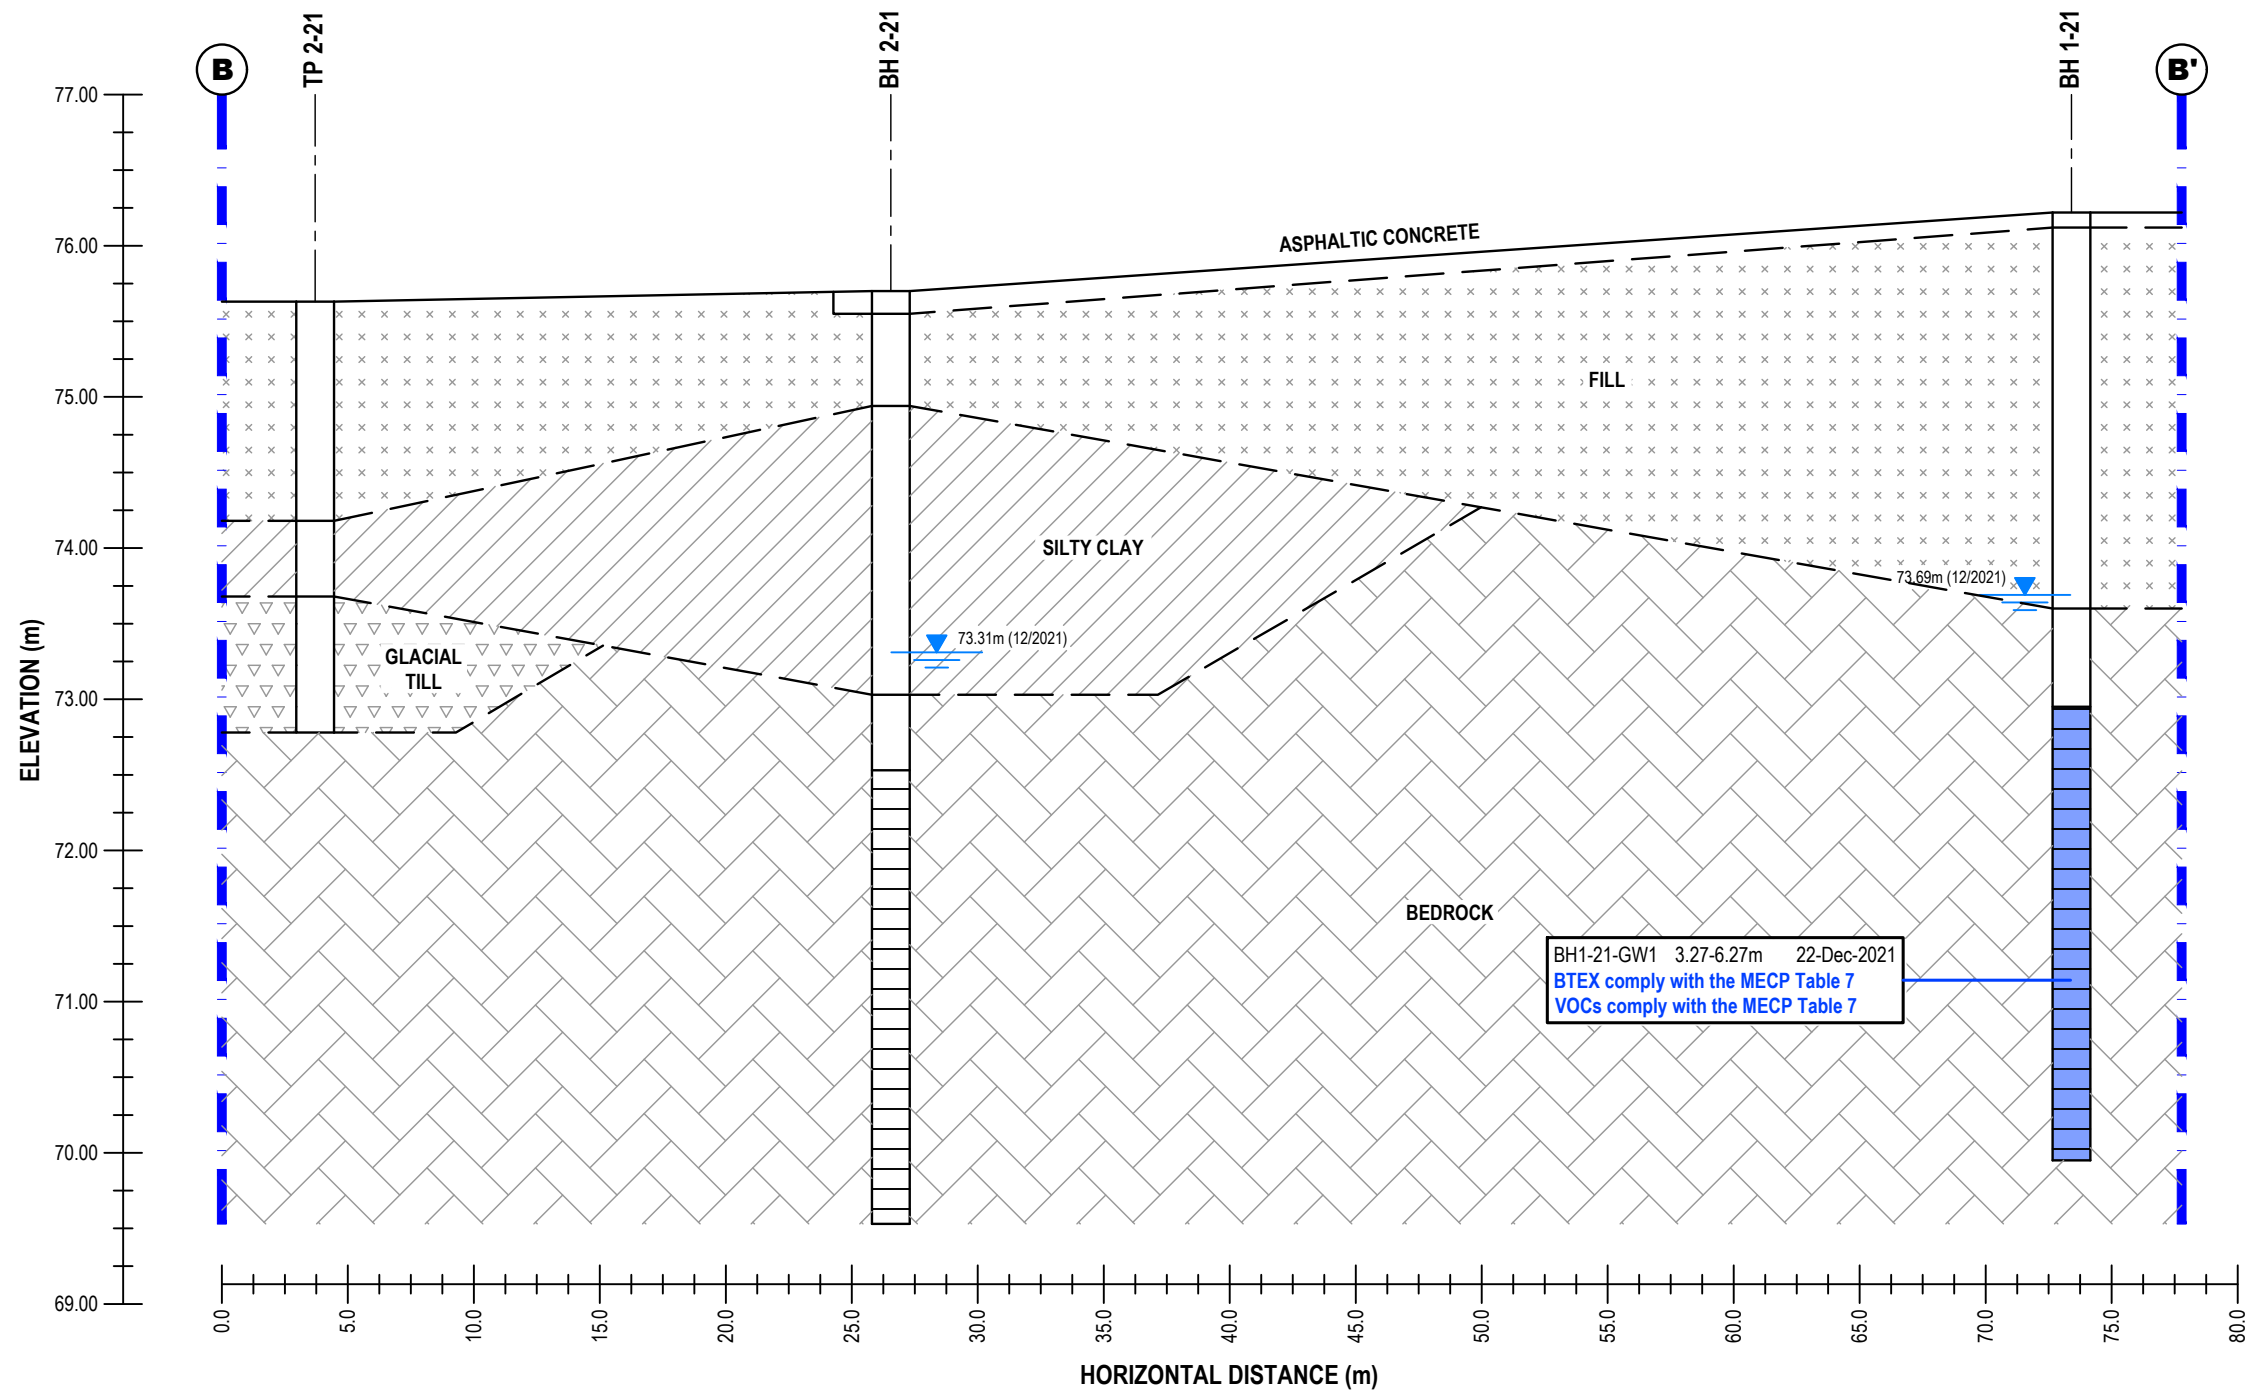 TP 2-21
BH 2-21
BH 1-21
B
B'
77.00
76.00
75.00
74.00
73.00
72.00
71.00
70.00
69.00
ELEVATION (m)
ASPHALTIC CONCRETE
FILL
SILTY CLAY
73.69m (12/2021)
73.31m (12/2021)
GLACIAL
TILL
BEDROCK
BH1-21-GW1 3.27-6.27m 22-Dec-2021
BTEX comply with the MECP Table 7
VOCs comply with the MECP Table 7
0.0
5.0
10.0
15.0
20.0
25.0
30.0
35.0
40.0
45.0
50.0
55.0
60.0
65.0
70.0
75.0
80.0
HORIZONTAL DISTANCE (m)